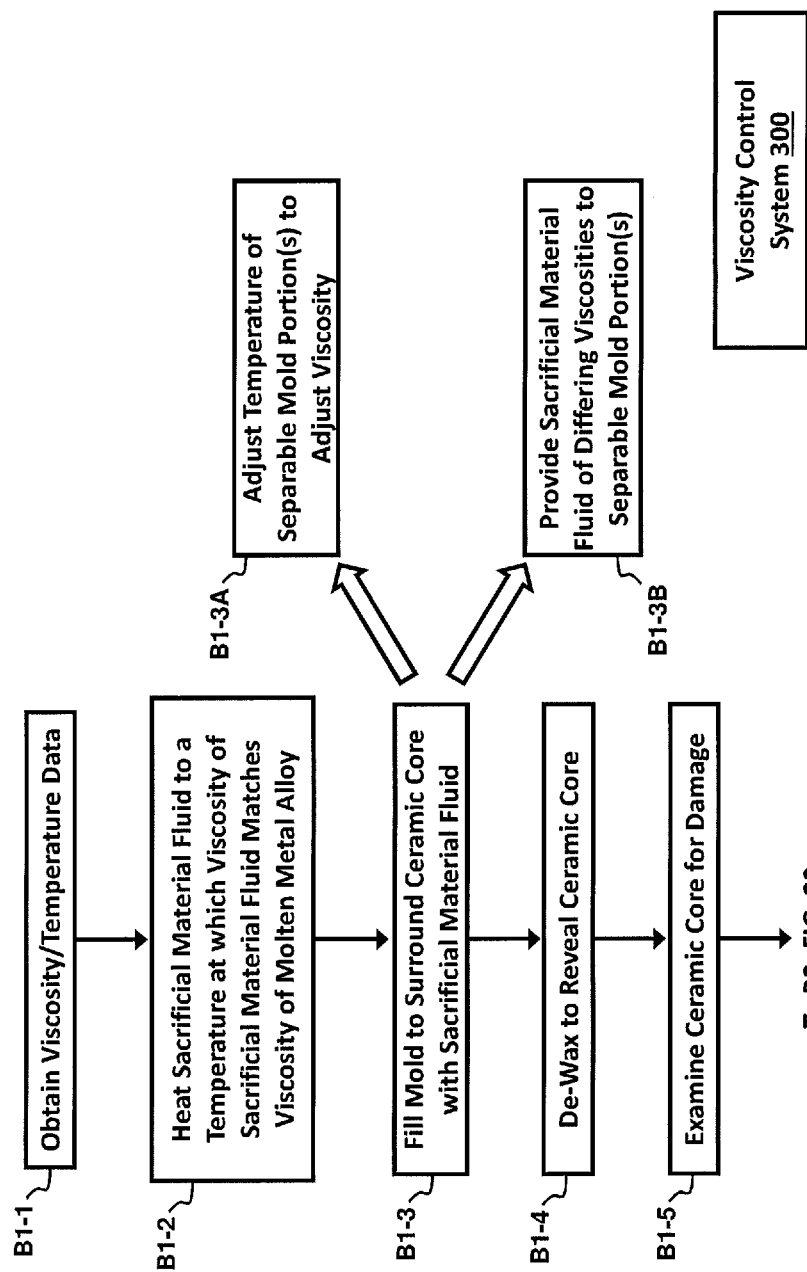 B1-1
Obtain Viscosity/Temperature Data
B1-2
Heat Sacrificial Material Fluid to a
Temperature at which Viscosity of
Sacrificial Material Fluid Matches
Viscosity of Molten Metal Alloy
B1-3
Fill Mold to Surround Ceramic Core
with Sacrificial Material Fluid
B1-3A
Adjust Temperature of
Separable Mold Portion(s) to
Adjust Viscosity
B1-3B
Provide Sacrificial Material
Fluid of Differing Viscosities to
Separable Mold Portion(s)
B1-4
De-Wax to Reveal Ceramic Core
B1-5
Examine Ceramic Core for Damage
Viscosity Control
System 300